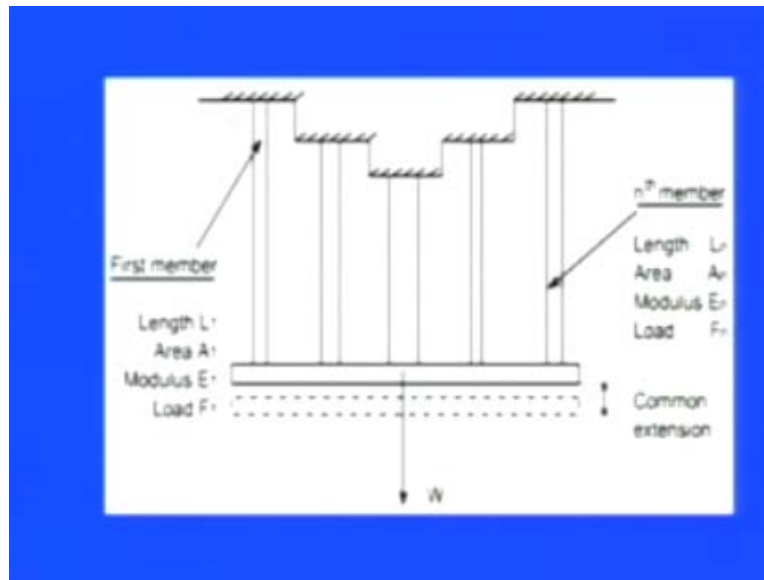 First member
Length L₁
Area A₁
Modulus E₁
Load F₁
nᵗʰ member
Length Lₙ
Area Aₙ
Modulus Eₙ
Load Fₙ
Common
extension
W